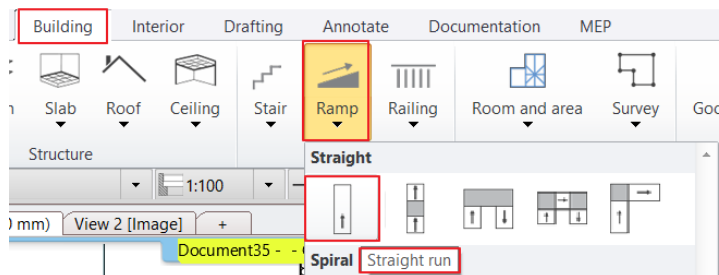 Building Interior Drafting Annotate Documentation MEP
Slab Roof Ceiling Stair Ramp Railing Room and area Survey
Structure
Straight
1:100
mm) View 2 [Image] +
Document35 - -
Spiral Straight run